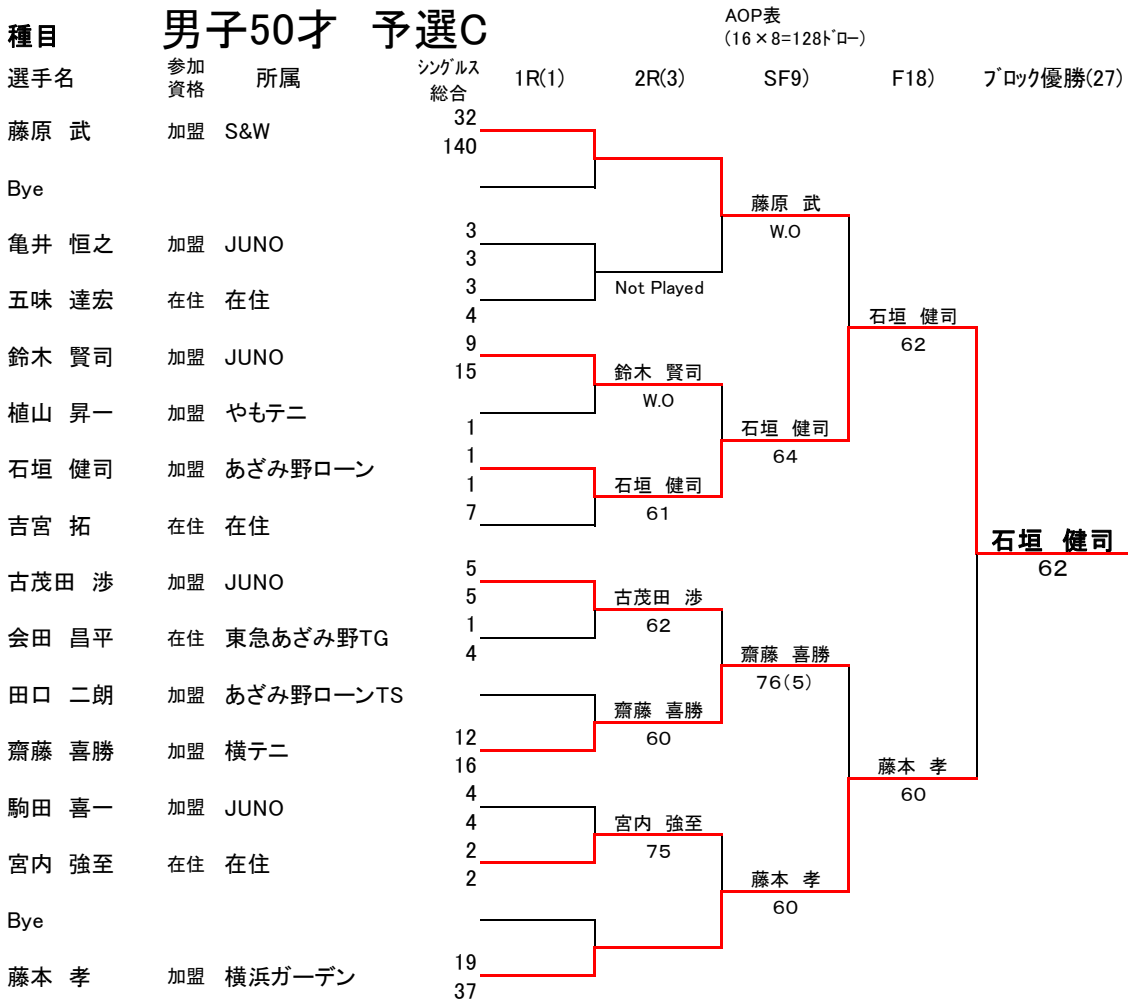 種目 男子50才 予選C AOP表
(16×8=128ドロー)
選手名 参加資格 所属 シングルス総合 1R(1) 2R(3) SF9) F18) ブロック優勝(27)
藤原 武 加盟 S&W 32
140
Bye
藤原 武
W.O
亀井 恒之 加盟 JUNO 3
3
Not Played
五味 達宏 在住 在住 3
4
石垣 健司
62
鈴木 賢司 加盟 JUNO 9
15
鈴木 賢司
W.O
植山 昇一 加盟 やもテニ 1
石垣 健司
64
石垣 健司 加盟 あざみ野ローン 1
1
石垣 健司
61
吉宮 拓 在住 在住 7
石垣 健司
62
古茂田 渉 加盟 JUNO 5
5
古茂田 渉
62
会田 昌平 在住 東急あざみ野TG 1
4
齋藤 喜勝
76(5)
田口 二朗 加盟 あざみ野ローンTS
齋藤 喜勝
60
齋藤 喜勝 加盟 横テニ 12
16
藤本 孝
60
駒田 喜一 加盟 JUNO 4
4
宮内 強至
75
宮内 強至 在住 在住 2
2
藤本 孝
60
Bye
藤本 孝 加盟 横浜ガーデン 19
37